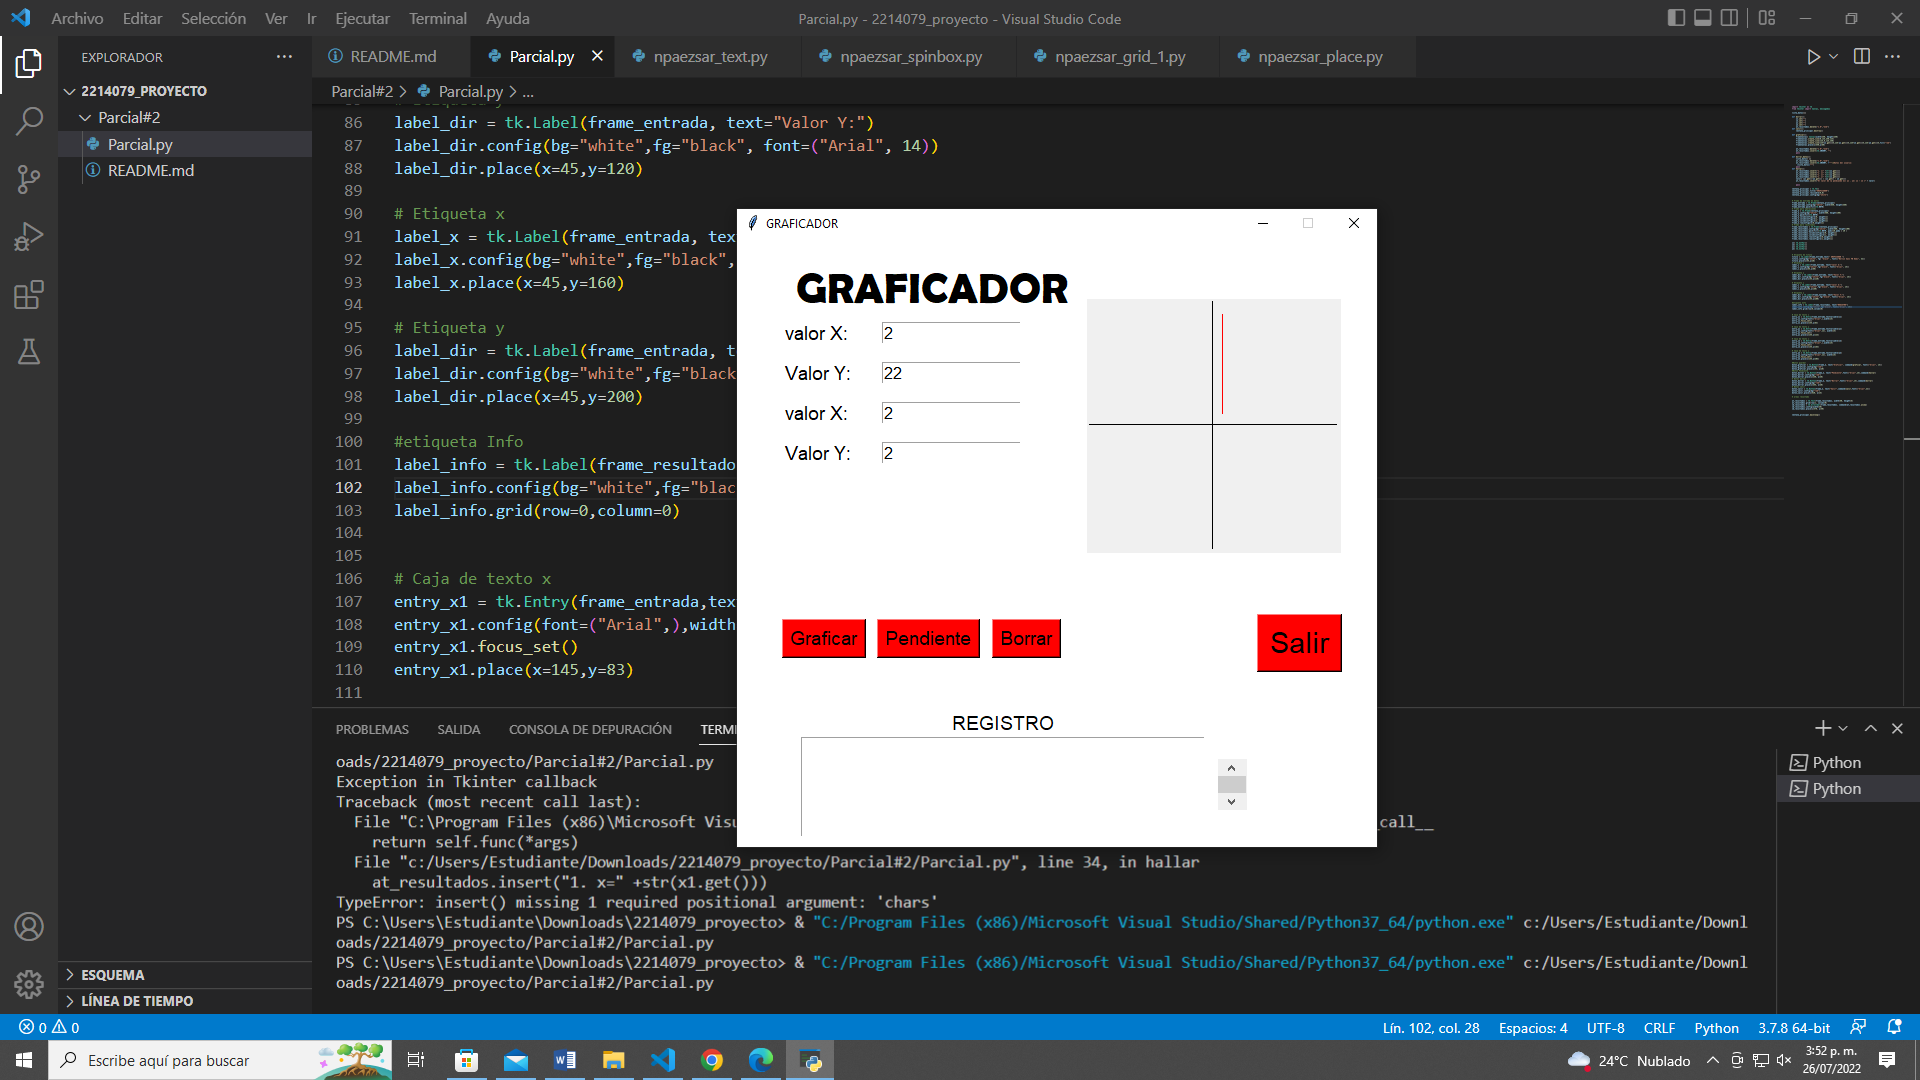 Archivo Editar Selección Ver Ir Ejecutar Terminal Ayuda
Parcial.py - 2214079_proyecto - Visual Studio Code
EXPLORADOR
2214079_PROYECTO
Parcial#2
Parcial.py
README.md
ESQUEMA
LÍNEA DE TIEMPO
README.md Parcial.py npaezsar_text.py npaezsar_spinbox.py npaezsar_grid_1.py npaezsar_place.py
Parcial#2 > Parcial.py > ...
86 label_dir = tk.Label(frame_entrada, text="Valor Y:")
87 label_dir.config(bg="white",fg="black", font=("Arial", 14))
88 label_dir.place(x=45,y=120)
89
90 # Etiqueta x
91 label_x = tk.Label(frame_entrada, tex
92 label_x.config(bg="white",fg="black",
93 label_x.place(x=45,y=160)
94
95 # Etiqueta y
96 label_dir = tk.Label(frame_entrada, t
97 label_dir.config(bg="white",fg="black
98 label_dir.place(x=45,y=200)
99
100 #etiqueta Info
101 label_info = tk.Label(frame_resultado
102 label_info.config(bg="white",fg="blac
103 label_info.grid(row=0,column=0)
104
105
106 # Caja de texto x
107 entry_x1 = tk.Entry(frame_entrada,tex
108 entry_x1.config(font=("Arial",),width
109 entry_x1.focus_set()
110 entry_x1.place(x=145,y=83)
111
GRAFICADOR
GRAFICADOR
valor X: 2
Valor Y: 22
valor X: 2
Valor Y: 2
Graficar Pendiente Borrar Salir
REGISTRO
PROBLEMAS SALIDA CONSOLA DE DEPURACIÓN TERMI
oads/2214079_proyecto/Parcial#2/Parcial.py
Exception in Tkinter callback
Traceback (most recent call last):
File "C:\Program Files (x86)\Microsoft Visu _call__
return self.func(*args)
File "c:/Users/Estudiante/Downloads/2214079_proyecto/Parcial#2/Parcial.py", line 34, in hallar
at_resultados.insert("1. x=" +str(x1.get()))
TypeError: insert() missing 1 required positional argument: 'chars'
PS C:\Users\Estudiante\Downloads\2214079_proyecto> & "C:/Program Files (x86)/Microsoft Visual Studio/Shared/Python37_64/python.exe" c:/Users/Estudiante/Downl
oads/2214079_proyecto/Parcial#2/Parcial.py
PS C:\Users\Estudiante\Downloads\2214079_proyecto> & "C:/Program Files (x86)/Microsoft Visual Studio/Shared/Python37_64/python.exe" c:/Users/Estudiante/Downl
oads/2214079_proyecto/Parcial#2/Parcial.py
Python
Python
0 0
Lín. 102, col. 28 Espacios: 4 UTF-8 CRLF Python 3.7.8 64-bit
Escribe aquí para buscar
24°C Nublado
3:52 p. m.
26/07/2022